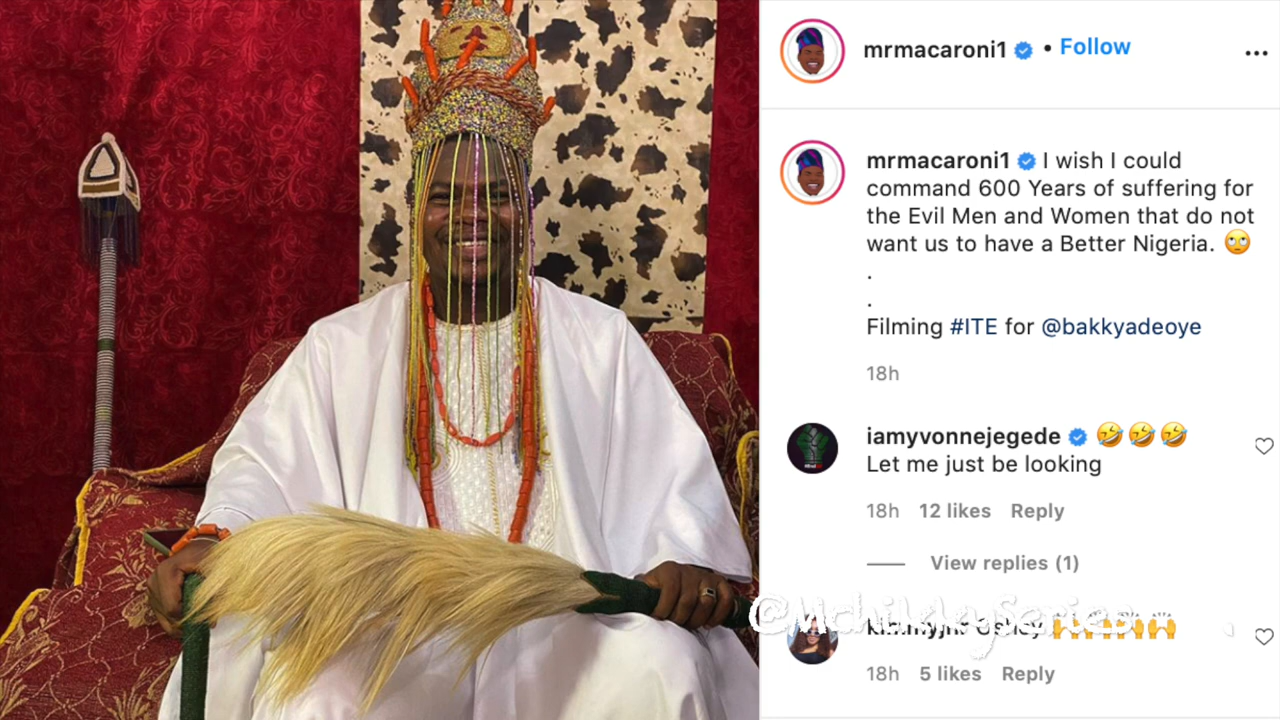 mrmacaroni1 • Follow
mrmacaroni1 I wish I could
command 600 Years of suffering for
the Evil Men and Women that do not
want us to have a Better Nigeria. 🙄
.
.
Filming #ITE for @bakkyadeoye
18h
iamyvonnejegede 🤣🤣🤣
Let me just be looking
18h 12 likes Reply
View replies (1)
@MchildaySeries
18h 5 likes Reply